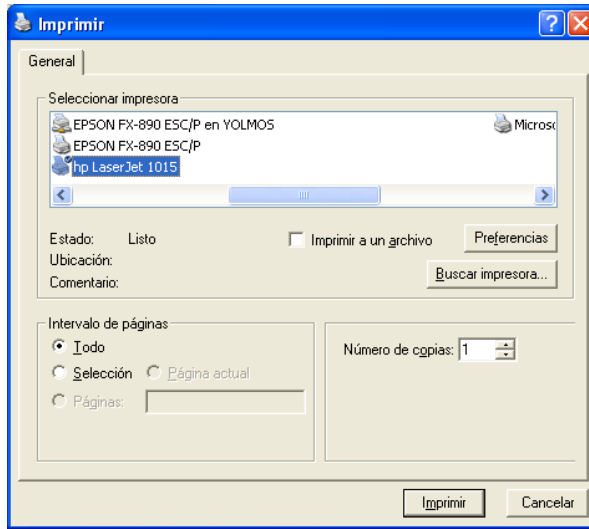 Imprimir
General
Seleccionar impresora
EPSON FX-890 ESC/P en YOLMOS
Microso
EPSON FX-890 ESC/P
hp LaserJet 1015
Estado: Listo
Imprimir a un archivo
Preferencias
Ubicación:
Buscar impresora...
Comentario:
Intervalo de páginas
Todo
Número de copias: 1
Selección Página actual
Páginas:
Imprimir Cancelar